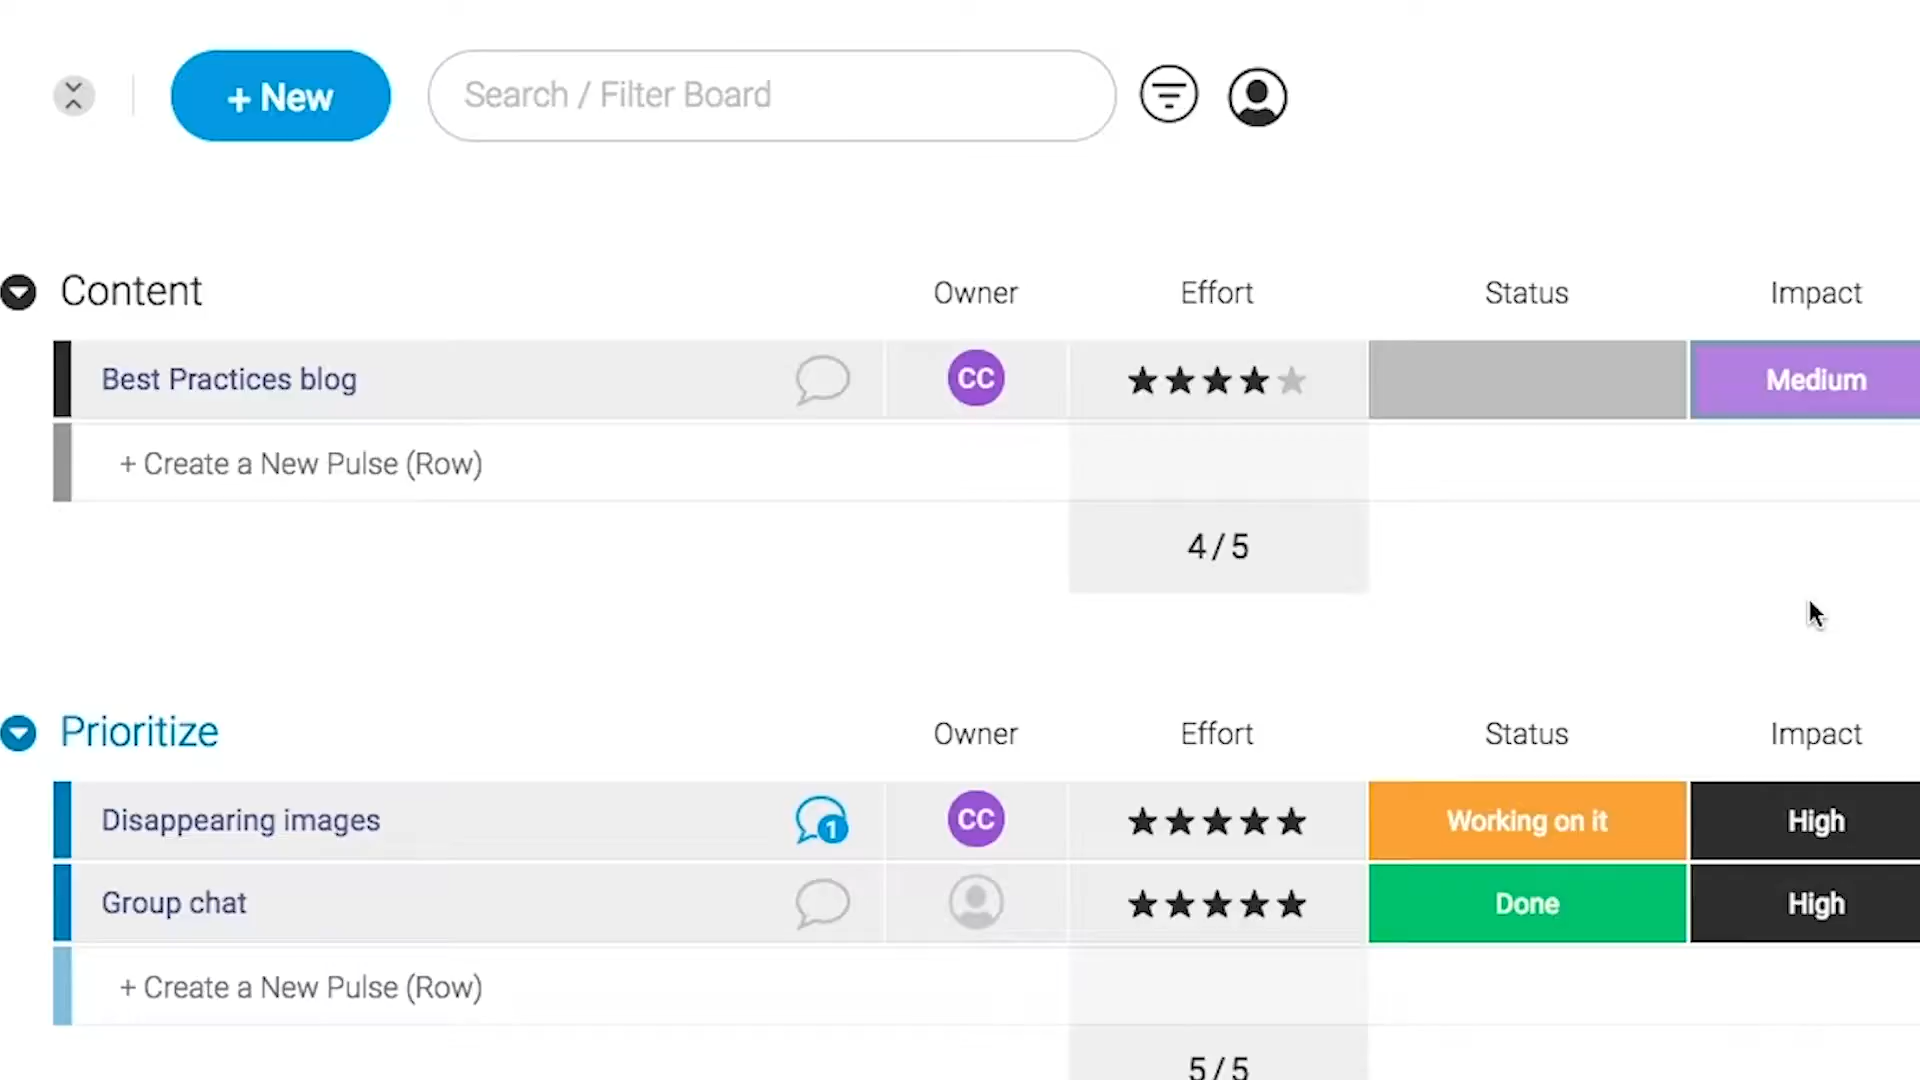 + New
Search / Filter Board
Content Owner Effort Status Impact
Best Practices blog CC Medium
+ Create a New Pulse (Row)
4 / 5
Prioritize Owner Effort Status Impact
Disappearing images 1 CC Working on it High
Group chat Done High
+ Create a New Pulse (Row)
5 / 5